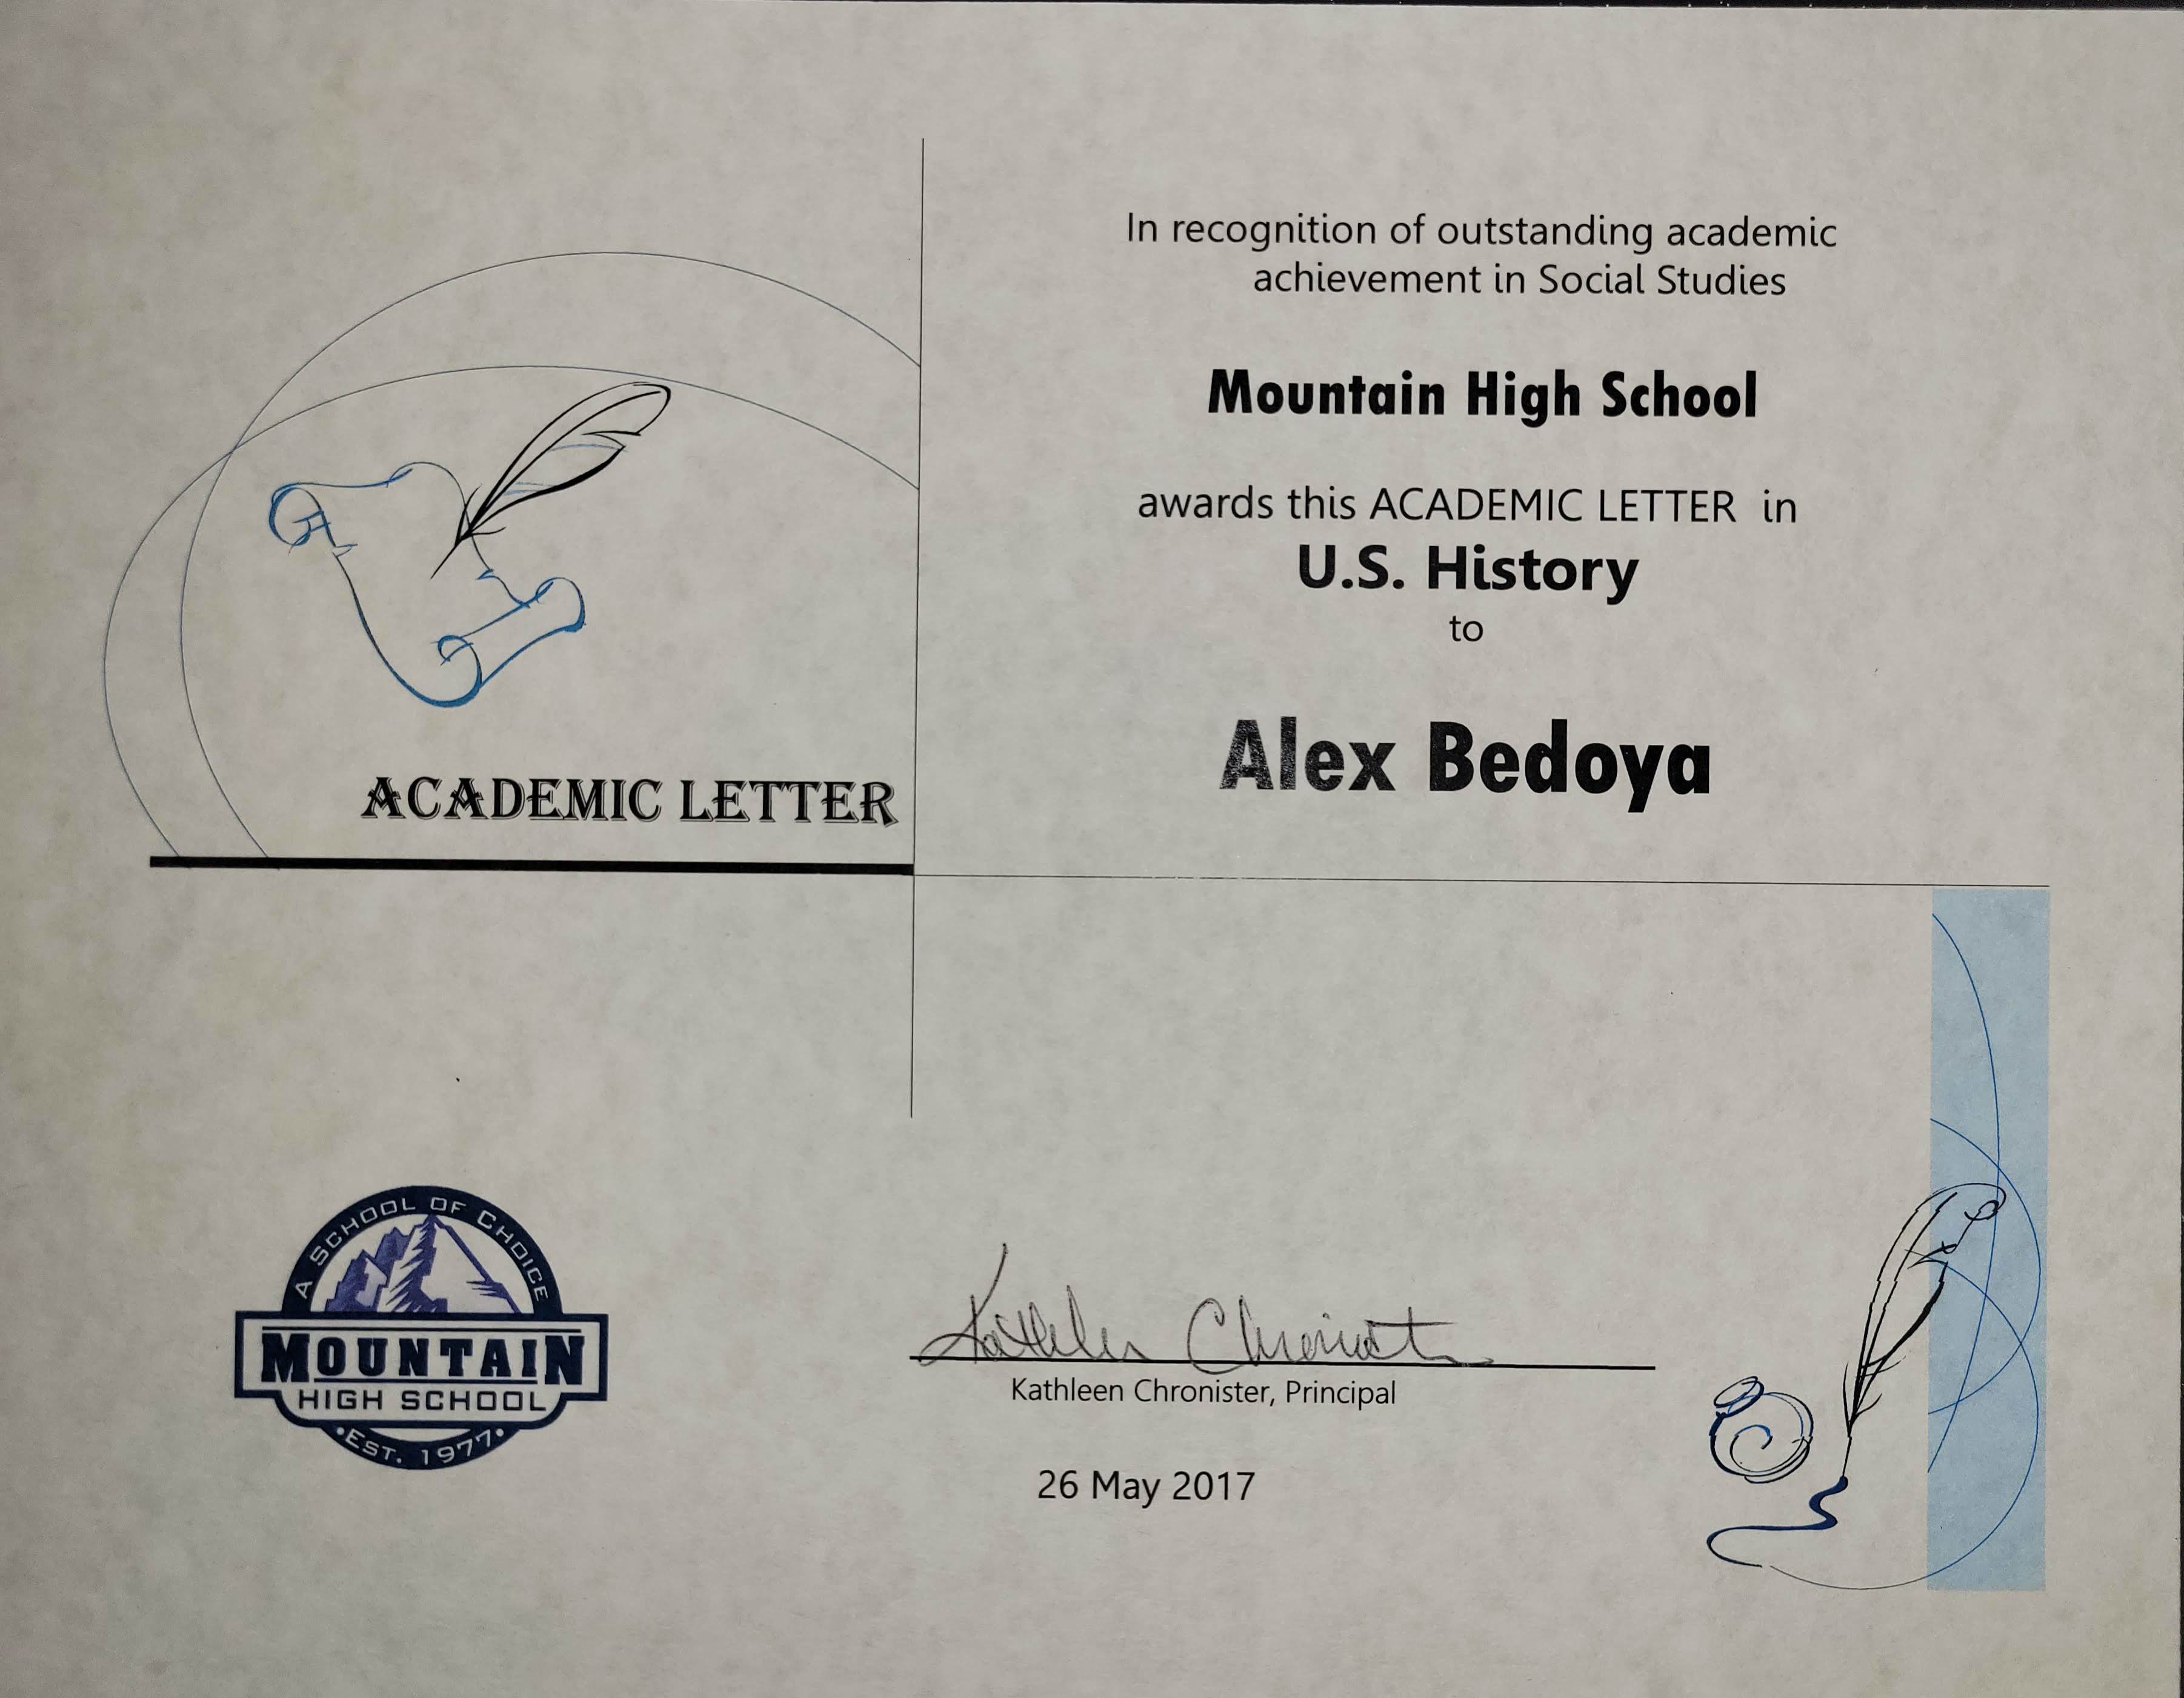 In recognition of outstanding academic
achievement in Social Studies
Mountain High School
awards this ACADEMIC LETTER in
U.S. History
to
Alex Bedoya
ACADEMIC LETTER
A SCHOOL OF CHOICE
MOUNTAIN
HIGH SCHOOL
•EST. 1977•
Kathleen Chronister
Kathleen Chronister, Principal
26 May 2017